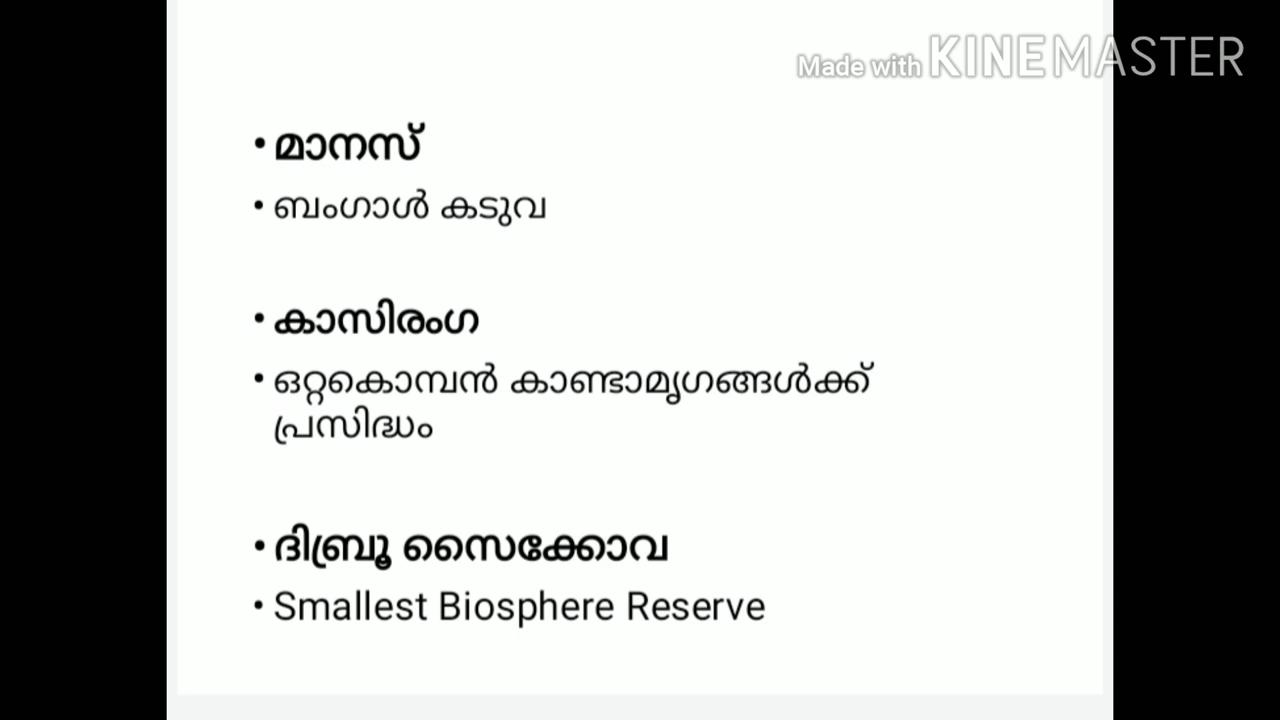 Made with KINEMASTER
• മാനസ്
• ബംഗാൾ കടുവ
• കാസിരംഗ
• ഒറ്റകൊമ്പൻ കാണ്ടാമൃഗങ്ങൾക്ക്
പ്രസിദ്ധം
• ദിബ്രൂ സൈക്കോവ
• Smallest Biosphere Reserve